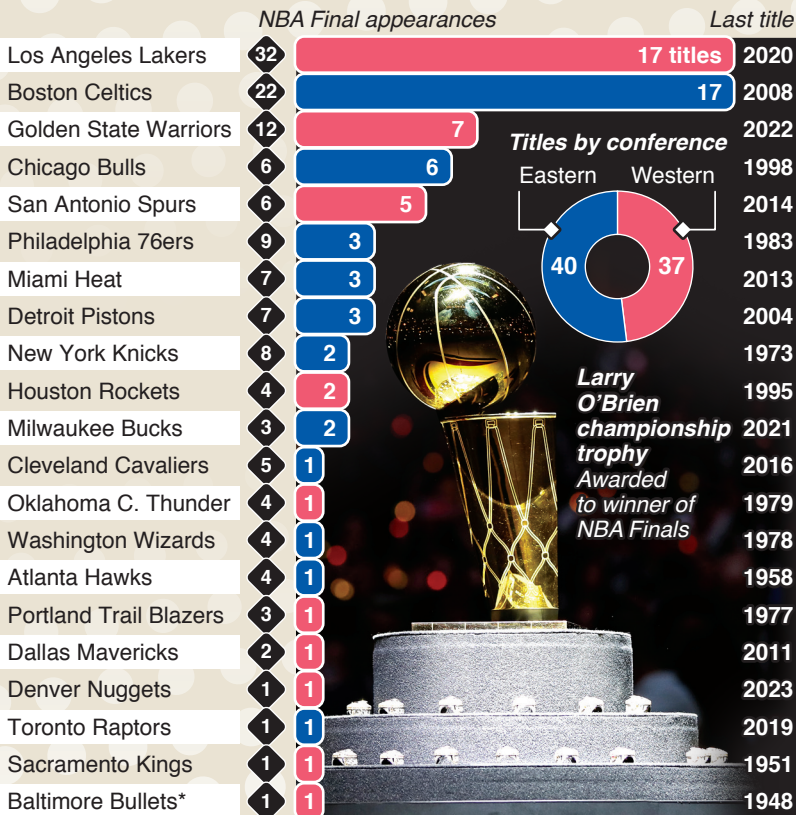 NBA Final appearances Last title
Los Angeles Lakers 32 17 titles 2020
Boston Celtics 22 17 2008
Golden State Warriors 12 7 2022
Titles by conference
Chicago Bulls 6 6 1998
Eastern Western
San Antonio Spurs 6 5 2014
Philadelphia 76ers 9 3 1983
40 37
Miami Heat 7 3 2013
Detroit Pistons 7 3 2004
New York Knicks 8 2 1973
Houston Rockets 4 2 1995
Milwaukee Bucks 3 2 2021
Cleveland Cavaliers 5 1 2016
Oklahoma C. Thunder 4 1 1979
Washington Wizards 4 1 1978
Atlanta Hawks 4 1 1958
Portland Trail Blazers 3 1 1977
Dallas Mavericks 2 1 2011
Denver Nuggets 1 1 2023
Toronto Raptors 1 1 2019
Sacramento Kings 1 1 1951
Baltimore Bullets* 1 1 1948
Larry
O'Brien
championship
trophy
Awarded
to winner of
NBA Finals